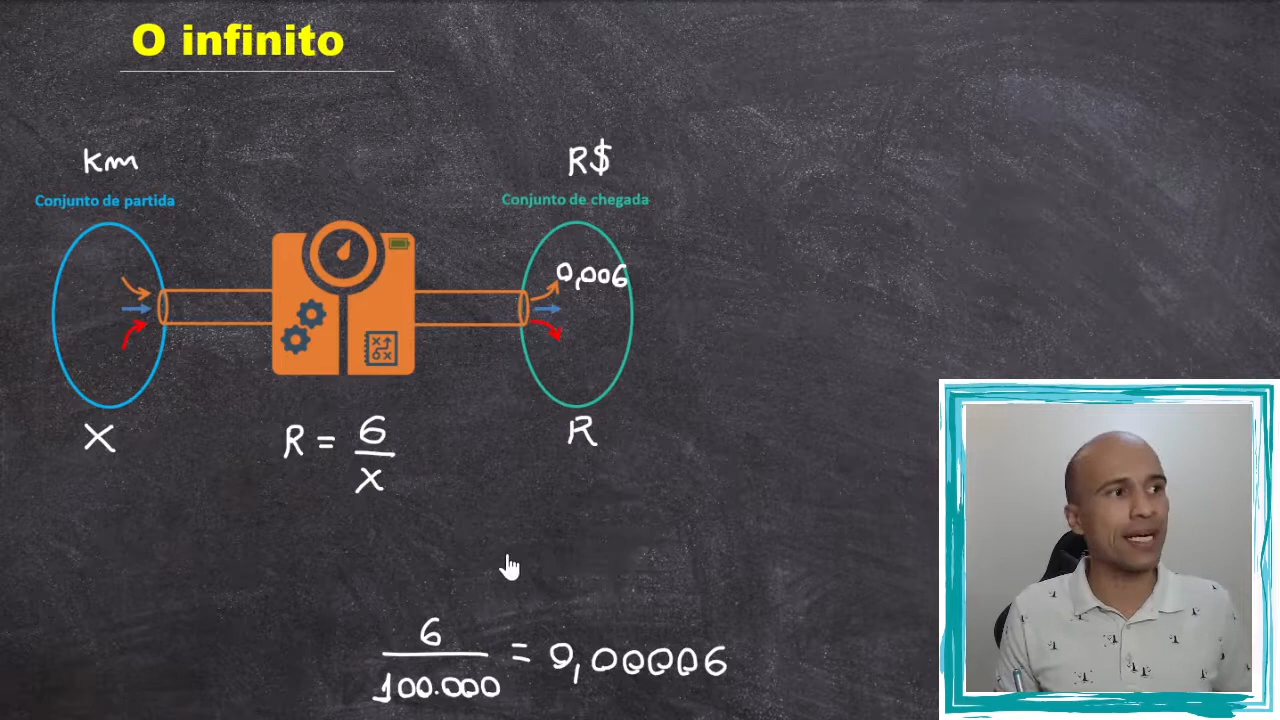 O infinito
km
R$
Conjunto de partida
Conjunto de chegada
0,006
X
R = 6/x
R
6/100.000 = 0,00006